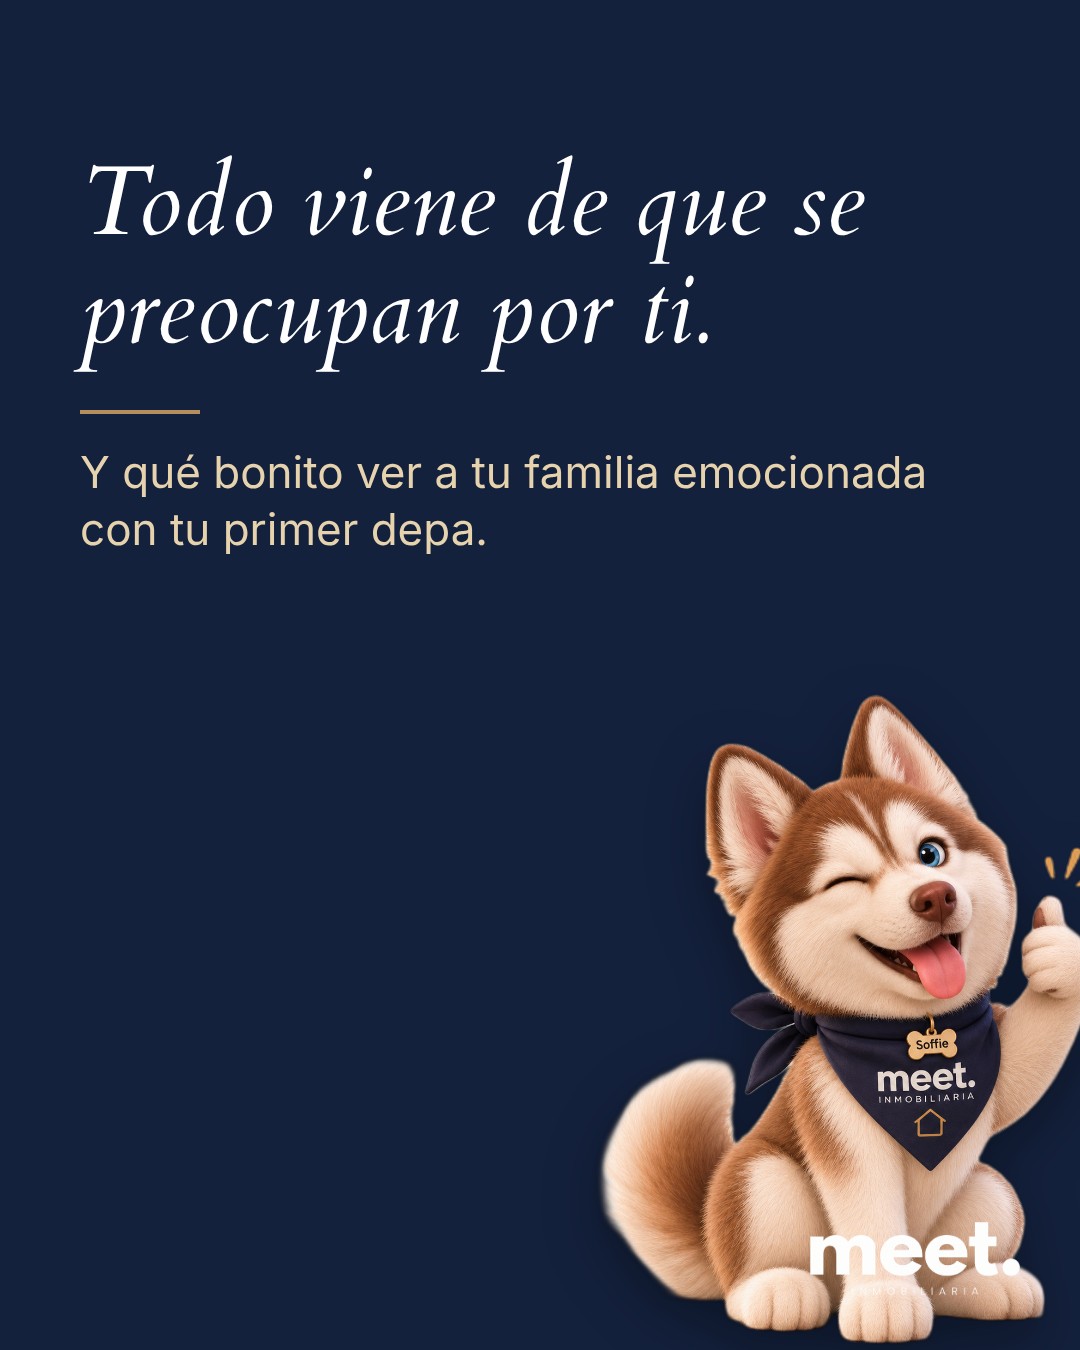 Todo viene de que se
preocupan por ti.
Y qué bonito ver a tu familia emocionada
con tu primer depa.
Soffie
meet.
INMOBILIARIA
meet.
INMOBILIARIA